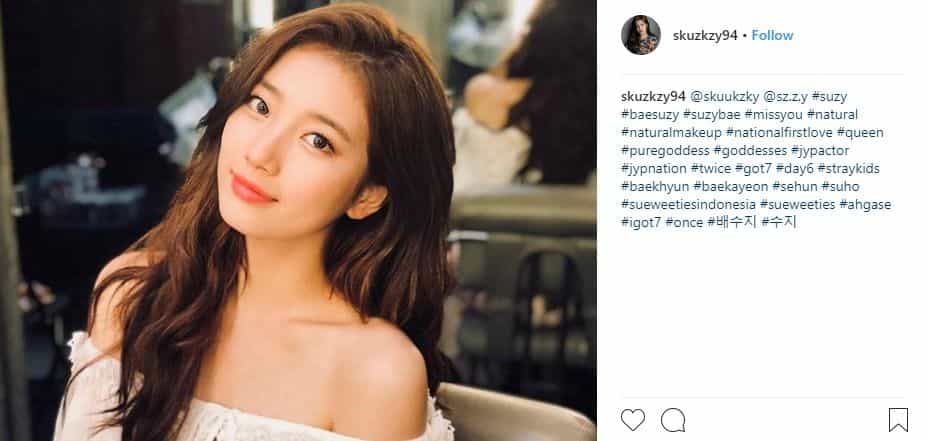 skuzkzy94 • Follow
skuzkzy94 @skuukzky @sz.z.y #suzy
#baesuzy #suzybae #missyou #natural
#naturalmakeup #nationalfirstlove #queen
#puregoddess #goddesses #jypactor
#jypnation #twice #got7 #day6 #straykids
#baekhyun #baekayeon #sehun #suho
#sueweetiesindonesia #sueweeties #ahgase
#igot7 #once #배수지 #수지